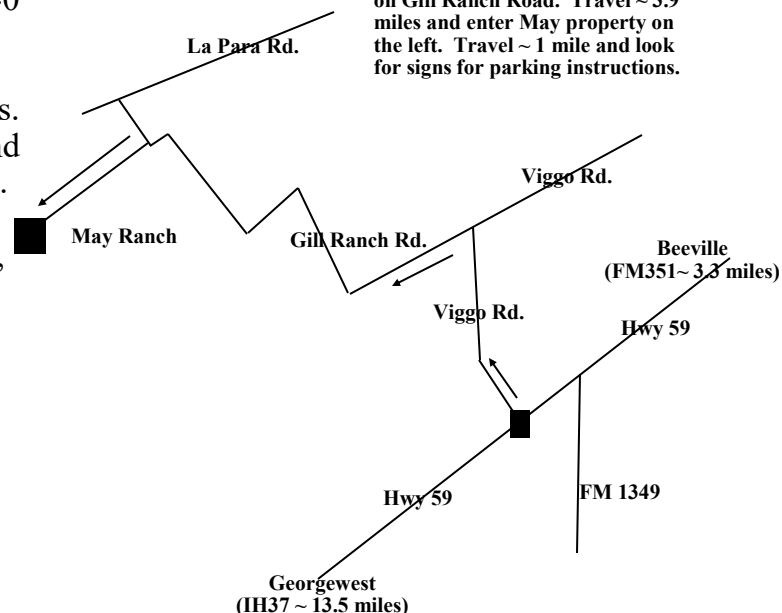 on Gill Ranch Road. Travel ~ 3.9
miles and enter May property on
the left. Travel ~ 1 mile and look
for signs for parking instructions.
La Para Rd.
s.
nd
.
,
May Ranch
Gill Ranch Rd.
Viggo Rd.
Beeville
(FM351~ 3.3 miles)
Viggo Rd.
Hwy 59
Hwy 59
FM 1349
Georgewest
(IH37 ~ 13.5 miles)